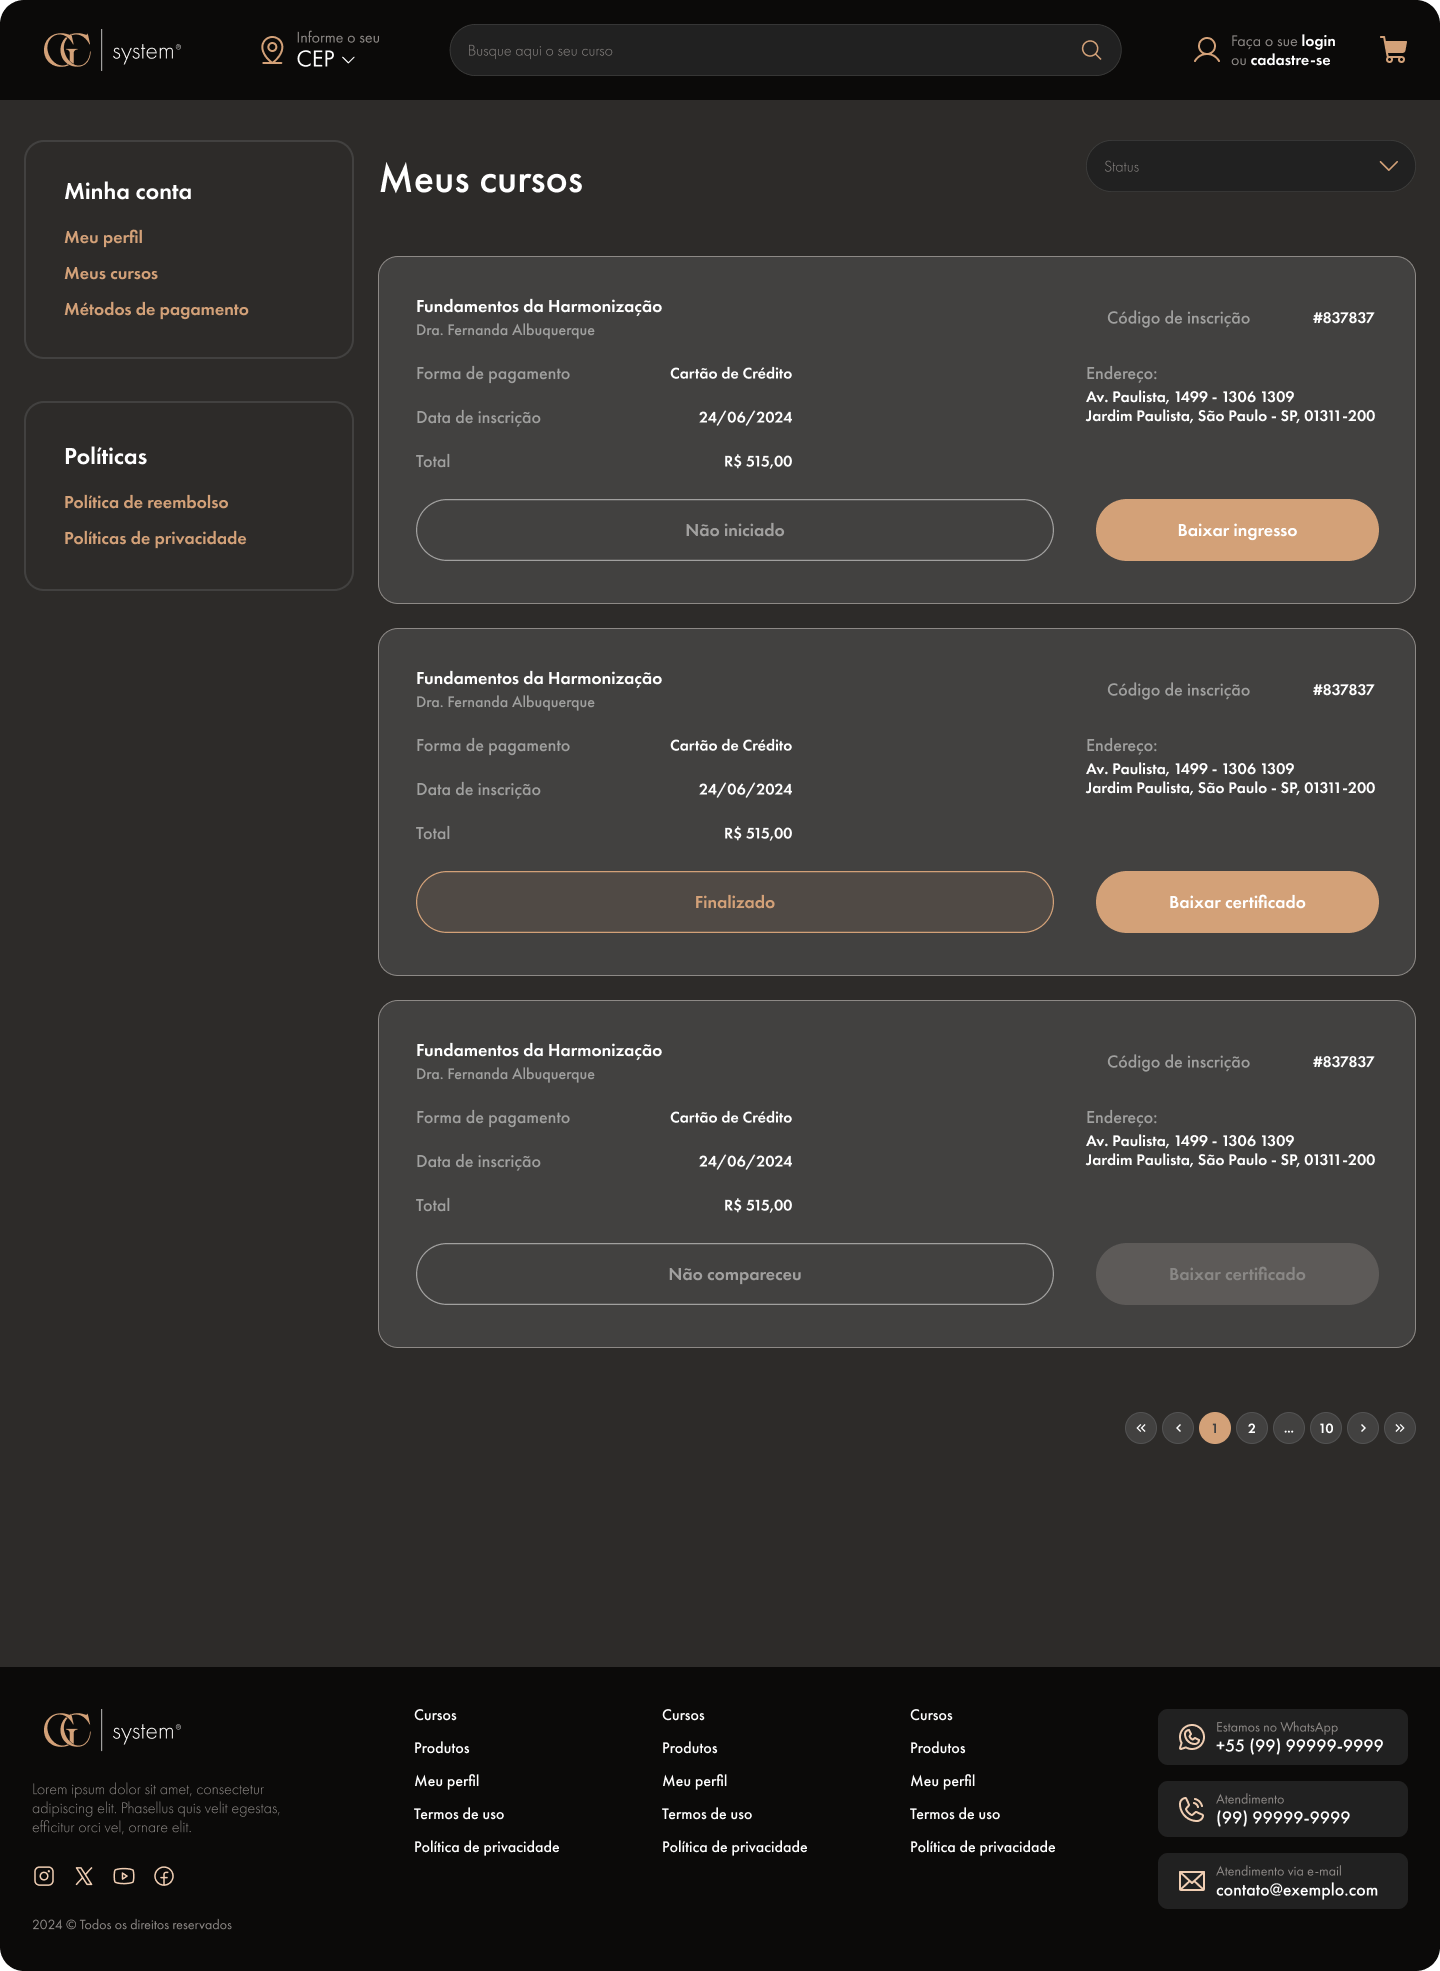 GC system®
Informe o seu
CEP
Busque aqui o seu curso
Faça o sue login
ou cadastre-se
Minha conta
Meu perfil
Meus cursos
Métodos de pagamento
Políticas
Política de reembolso
Políticas de privacidade
Meus cursos
Status
Fundamentos da Harmonização
Dra. Fernanda Albuquerque
Código de inscrição #837837
Forma de pagamento Cartão de Crédito
Data de inscrição 24/06/2024
Total R$ 515,00
Endereço:
Av. Paulista, 1499 - 1306 1309
Jardim Paulista, São Paulo - SP, 01311-200
Não iniciado
Baixar ingresso
Fundamentos da Harmonização
Dra. Fernanda Albuquerque
Código de inscrição #837837
Forma de pagamento Cartão de Crédito
Data de inscrição 24/06/2024
Total R$ 515,00
Endereço:
Av. Paulista, 1499 - 1306 1309
Jardim Paulista, São Paulo - SP, 01311-200
Finalizado
Baixar certificado
Fundamentos da Harmonização
Dra. Fernanda Albuquerque
Código de inscrição #837837
Forma de pagamento Cartão de Crédito
Data de inscrição 24/06/2024
Total R$ 515,00
Endereço:
Av. Paulista, 1499 - 1306 1309
Jardim Paulista, São Paulo - SP, 01311-200
Não compareceu
Baixar certificado
« ‹ 1 2 ... 10 › »
GC system®
Lorem ipsum dolor sit amet, consectetur
adipiscing elit. Phasellus quis velit egestas,
efficitur orci vel, ornare elit.
2024 © Todos os direitos reservados
Cursos
Produtos
Meu perfil
Termos de uso
Política de privacidade
Cursos
Produtos
Meu perfil
Termos de uso
Política de privacidade
Cursos
Produtos
Meu perfil
Termos de uso
Política de privacidade
Estamos no WhatsApp
+55 (99) 99999-9999
Atendimento
(99) 99999-9999
Atendimento via e-mail
contato@exemplo.com